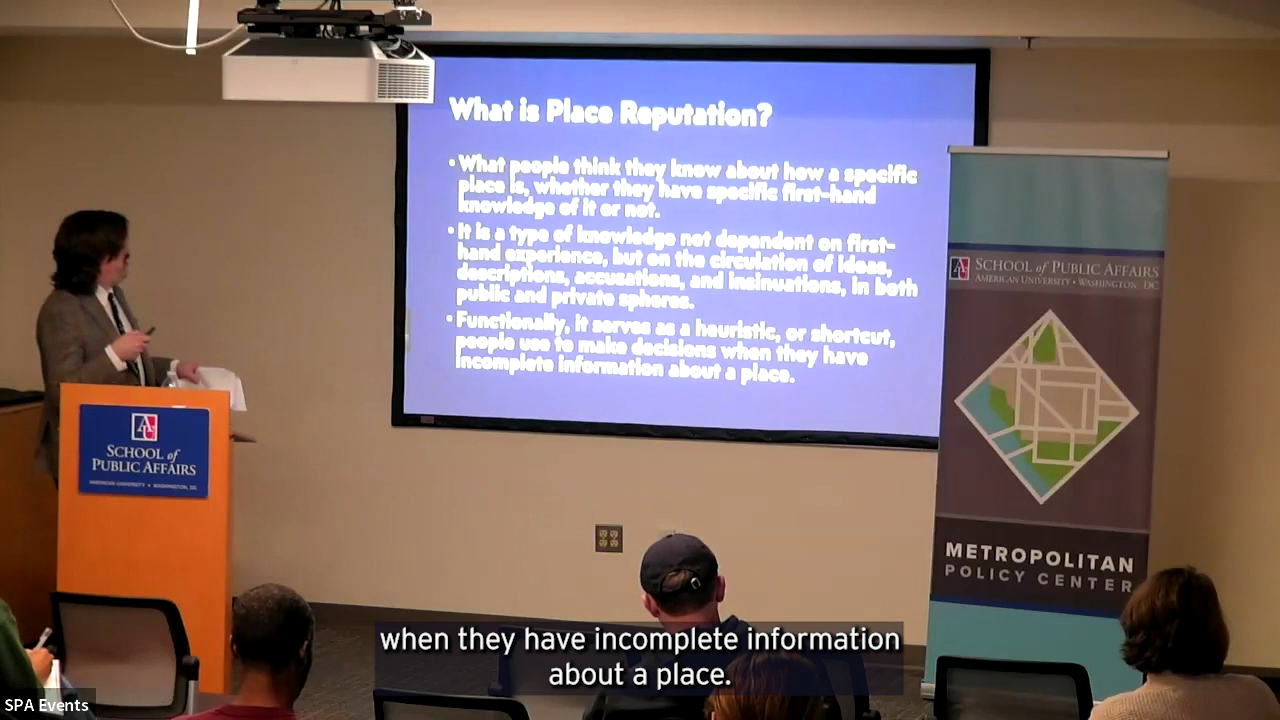 What is Place Reputation?
• What people think they know about how a specific
place is, whether they have specific first-hand
knowledge of it or not.
• It is a type of knowledge not dependent on first-
hand experience, but on the circulation of ideas,
descriptions, accusations, and insinuations, in both
public and private spheres.
• Functionally, it serves as a heuristic, or shortcut,
people use to make decisions when they have
incomplete information about a place.
SCHOOL of PUBLIC AFFAIRS
AMERICAN UNIVERSITY • WASHINGTON, DC
METROPOLITAN
POLICY CENTER
AU
SCHOOL of
PUBLIC AFFAIRS
AMERICAN UNIVERSITY • WASHINGTON, DC
when they have incomplete information
about a place.
SPA Events